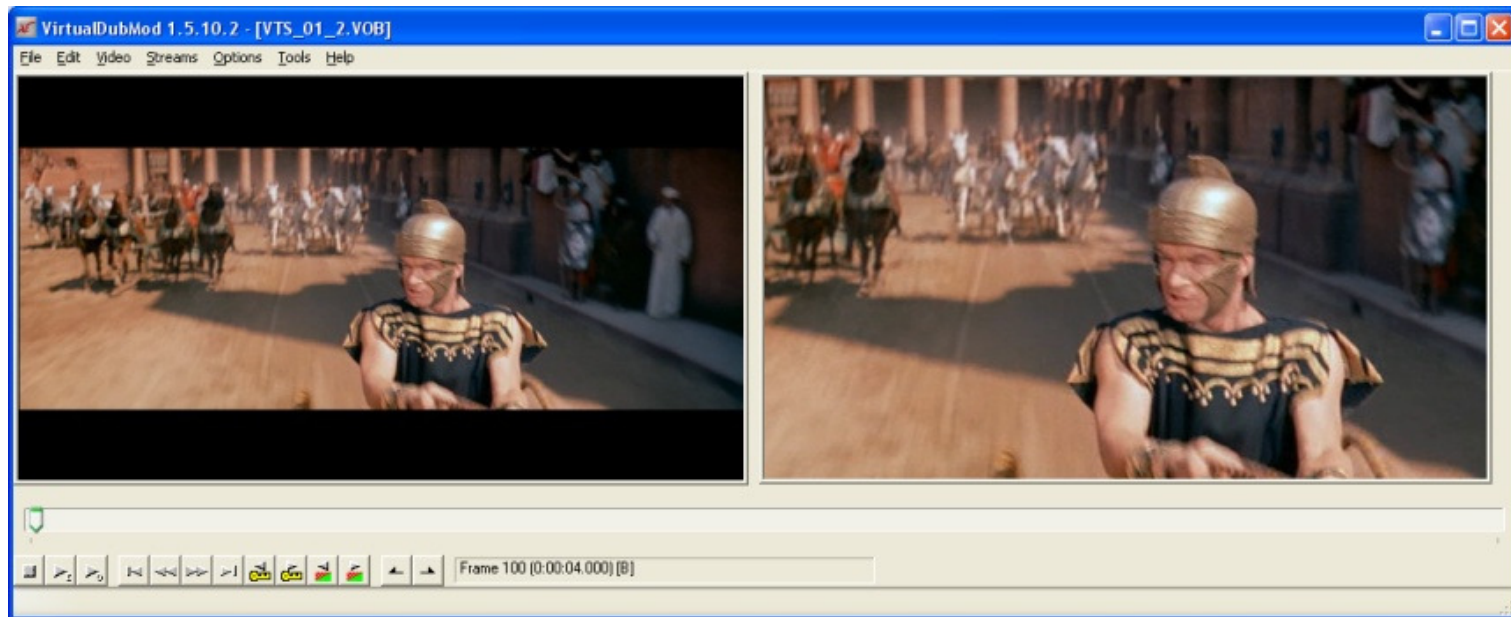 VirtualDubMod 1.5.10.2 - [VTS_01_2.VOB]
File Edit Video Streams Options Tools Help
Frame 100 (0:00:04.000) [B]